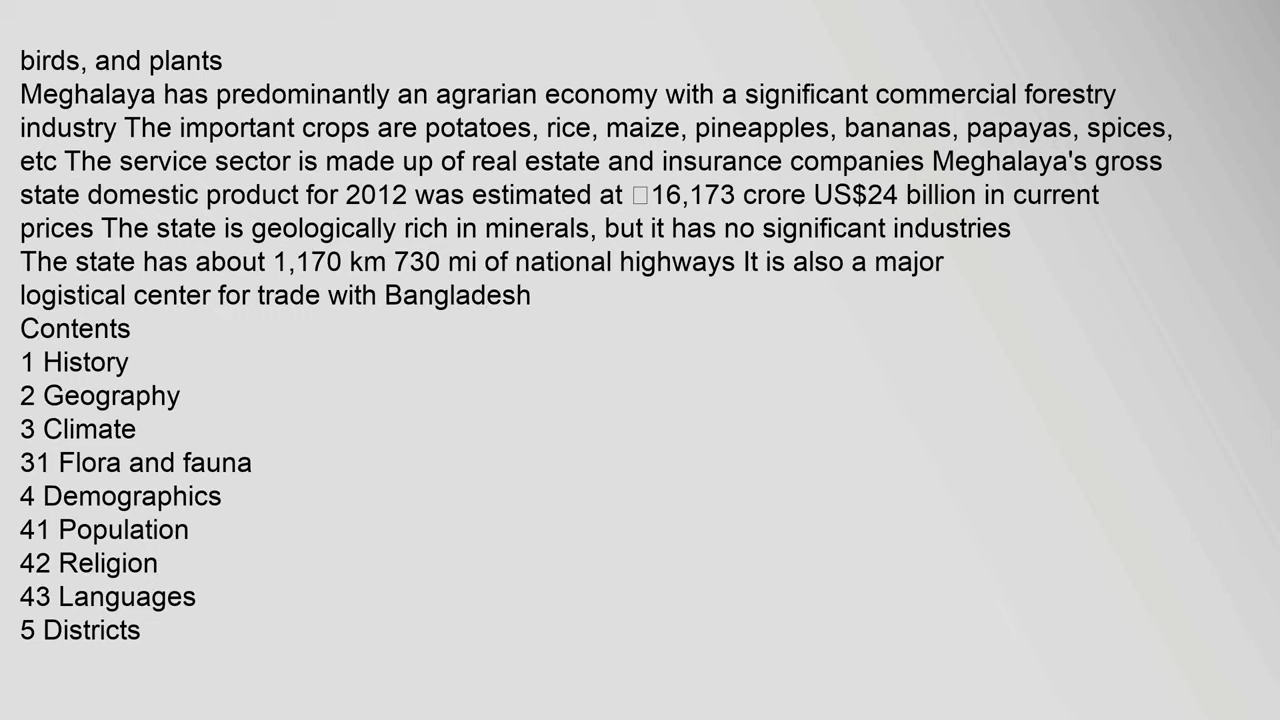 birds, and plants
Meghalaya has predominantly an agrarian economy with a significant commercial forestry
industry The important crops are potatoes, rice, maize, pineapples, bananas, papayas, spices,
etc The service sector is made up of real estate and insurance companies Meghalaya's gross
state domestic product for 2012 was estimated at □16,173 crore US$24 billion in current
prices The state is geologically rich in minerals, but it has no significant industries
The state has about 1,170 km 730 mi of national highways It is also a major
logistical center for trade with Bangladesh
Contents
1 History
2 Geography
3 Climate
31 Flora and fauna
4 Demographics
41 Population
42 Religion
43 Languages
5 Districts